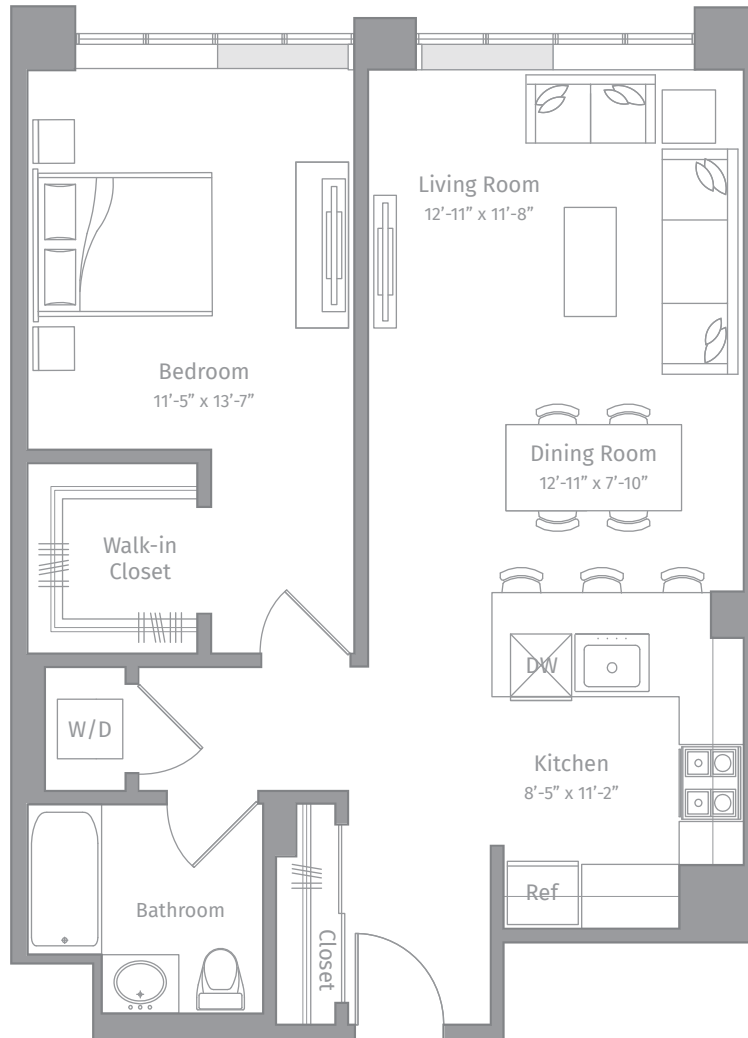 Living Room
12’-11” x 11’-8”
Bedroom
11’-5” x 13’-7”
Dining Room
12’-11” x 7’-10”
Walk-in
Closet
DW
W/D
Kitchen
8’-5” x 11’-2”
Ref
Bathroom
Closet